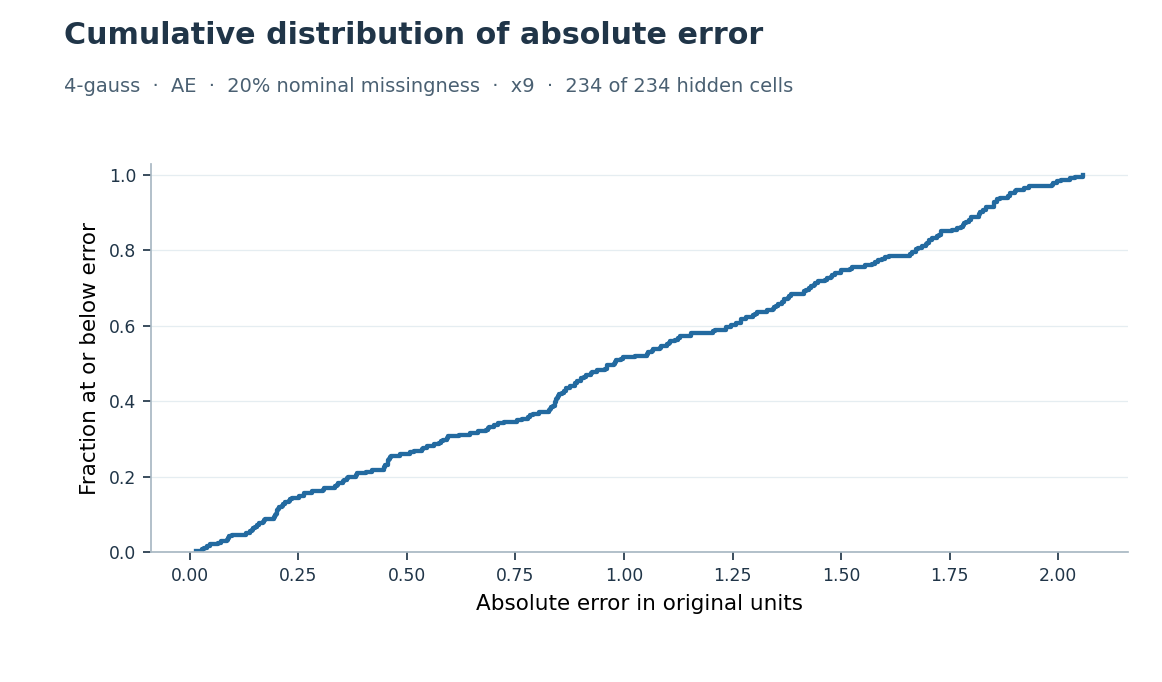 Cumulative distribution of absolute error
4-gauss · AE · 20% nominal missingness · x9 · 234 of 234 hidden cells
Fraction at or below error
1.0
0.8
0.6
0.4
0.2
0.0
0.00 0.25 0.50 0.75 1.00 1.25 1.50 1.75 2.00
Absolute error in original units